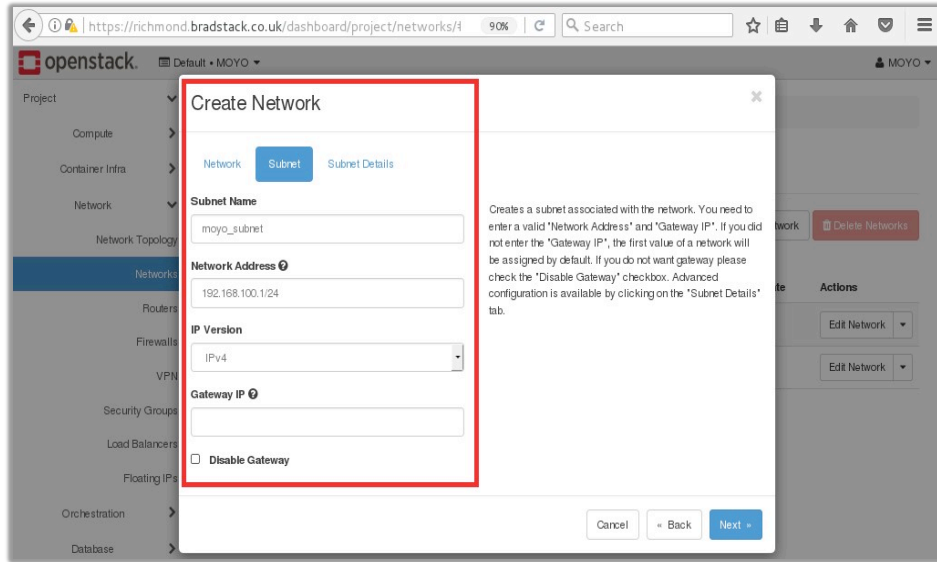 https://richmond.bradstack.co.uk/dashboard/project/networks/
90%
Search
openstack.
Default • MOYO
MOYO
Project
Compute
Container Infra
Network
Network Topology
Networks
Routers
Firewalls
VPN
Security Groups
Load Balancers
Floating IPs
Orchestration
Database
Create Network
Network
Subnet
Subnet Details
Subnet Name
moyo_subnet
Network Address
192.168.100.1/24
IP Version
IPv4
Gateway IP
Disable Gateway
Creates a subnet associated with the network. You need to
enter a valid "Network Address" and "Gateway IP". If you did
not enter the "Gateway IP", the first value of a network will
be assigned by default. If you do not want gateway please
check the "Disable Gateway" checkbox. Advanced
configuration is available by clicking on the "Subnet Details"
tab.
Cancel
« Back
Next »
twork
Delete Networks
te
Actions
Edit Network
Edit Network